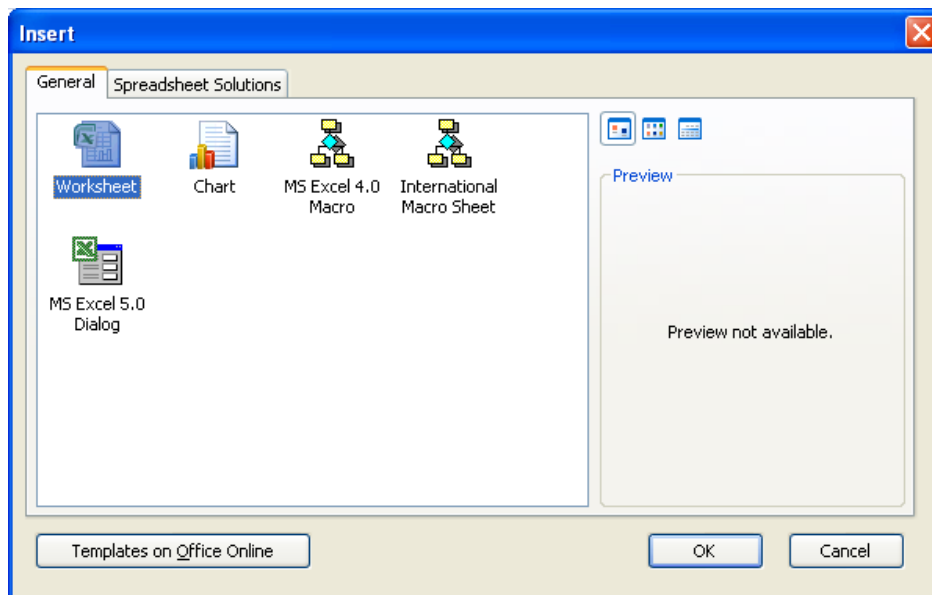 Insert
General
Spreadsheet Solutions
Worksheet
Chart
MS Excel 4.0
Macro
International
Macro Sheet
MS Excel 5.0
Dialog
Preview
Preview not available.
Templates on Office Online
OK
Cancel